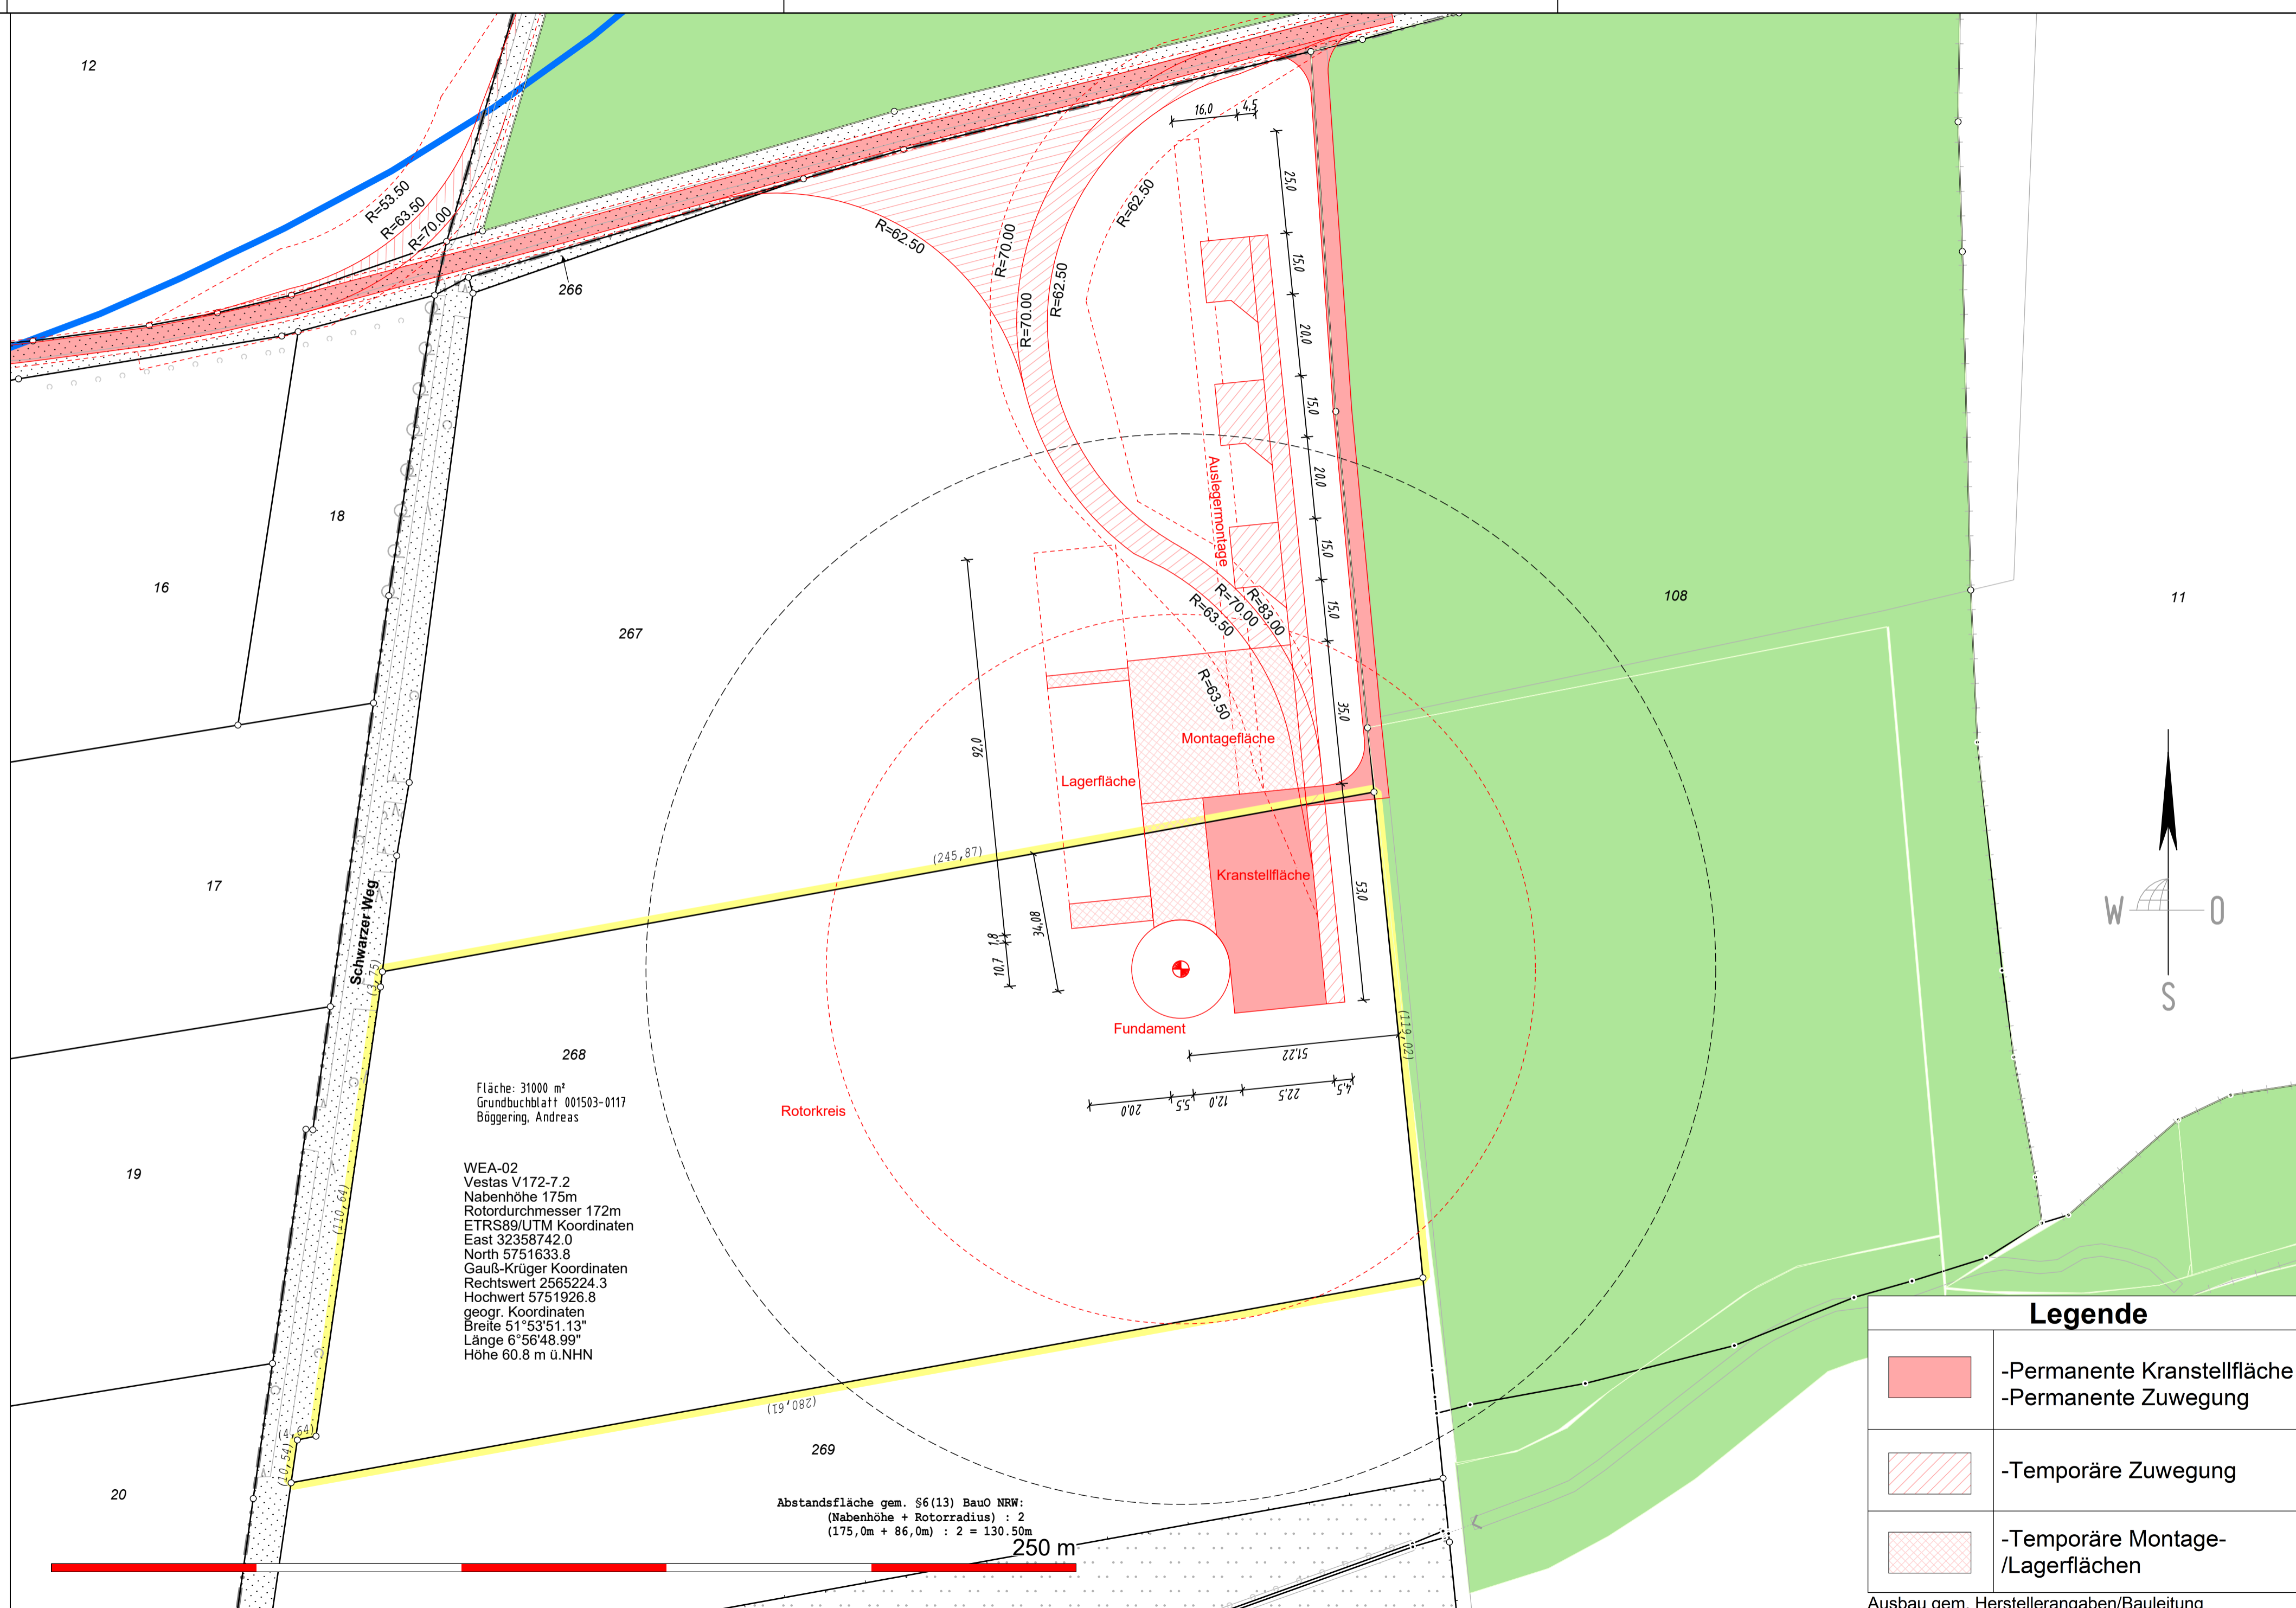 12
R=53.50
R=63.50
R=70.00
266
R=62.50
R=70.00
R=70.00
R=62.50
R=62.50
16,0
4,5
25,0
15,0
20,0
15,0
20,0
15,0
15,0
35,0
53,0
Auslegermontage
R=83.00
R=70.00
R=63.50
R=63.50
18
16
267
108
11
92,0
Montagefläche
Lagerfläche
Kranstellfläche
17
(245,87)
34,08
1,8
10,7
Schwarzer Weg
(3,75)
W
O
S
Fundament
(119,02)
51,22
20,0
5,5
12,0
22,5
4,5
268
Fläche: 31000 m²
Grundbuchblatt 001503-0117
Böggering, Andreas
Rotorkreis
19
(110,64)
WEA-02
Vestas V172-7.2
Nabenhöhe 175m
Rotordurchmesser 172m
ETRS89/UTM Koordinaten
East 32358742.0
North 5751633.8
Gauß-Krüger Koordinaten
Rechtswert 2565224.3
Hochwert 5751926.8
geogr. Koordinaten
Breite 51°53'51.13"
Länge 6°56'48.99"
Höhe 60.8 m ü.NHN
(280,61)
(4,64)
(10,54)
269
20
Abstandsfläche gem. §6(13) BauO NRW:
(Nabenhöhe + Rotorradius) : 2
(175,0m + 86,0m) : 2 = 130.50m
250 m
Legende
-Permanente Kranstellfläche
-Permanente Zuwegung
-Temporäre Zuwegung
-Temporäre Montage-
/Lagerflächen
Ausbau gem. Herstellerangaben/Bauleitung